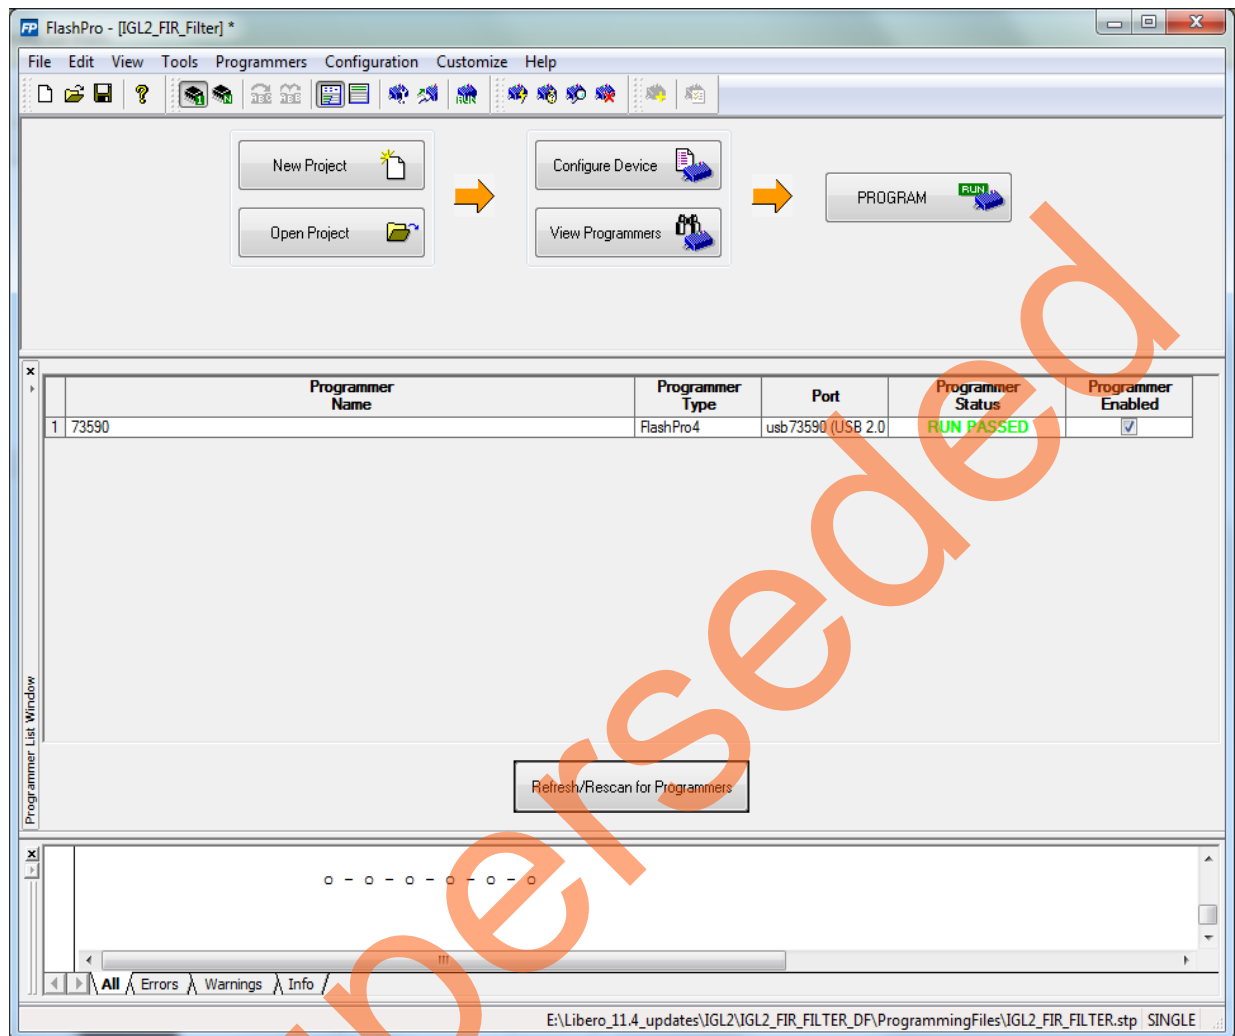 FP FlashPro - [IGL2_FIR_Filter] *
File Edit View Tools Programmers Configuration Customize Help
New Project
Configure Device
PROGRAM
RUN
Open Project
View Programmers
Programmer Name
Programmer Type
Port
Programmer Status
Programmer Enabled
1 73590 FlashPro4 usb73590 (USB 2.0 RUN PASSED
Programmer List Window
Refresh/Rescan for Programmers
o - o - o - o - o - o
All Errors Warnings Info
E:\Libero_11.4_updates\IGL2\IGL2_FIR_FILTER_DF\ProgrammingFiles\IGL2_FIR_FILTER.stp SINGLE
perseded